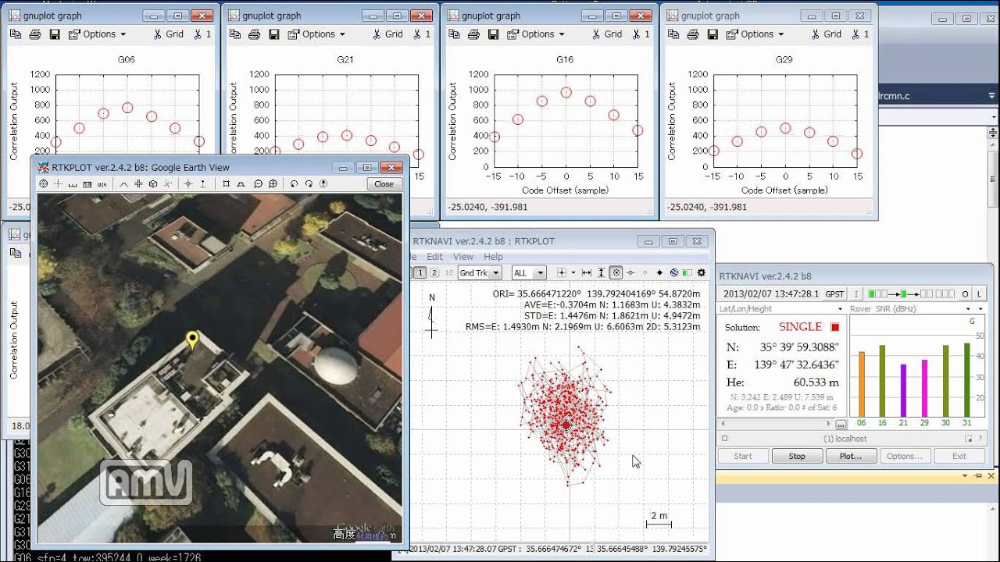 gnuplot graph
Options
Grid
1
G06
1200
1000
800
600
400
200
Correlation Output
gnuplot graph
Options
Grid
1
G21
1200
1000
800
600
400
200
Correlation Output
15
gnuplot graph
Options
Grid
1
G16
1200
1000
800
600
400
200
0
Correlation Output
-15 -10 -5 0 5 10 15
Code Offset (sample)
-25.0240, -391.981
gnuplot graph
Options
Grid
1
G29
1200
1000
800
600
400
200
0
Correlation Output
-15 -10 -5 0 5 10 15
Code Offset (sample)
-25.0240, -391.981
lrcmn.c
RTKPLOT ver.2.4.2 b8: Google Earth View
Close
AMV
Google earth
高度
利用規約
18.0
G30
G31
G06
G16
G29
G21
G31
G30
G06 sfn=4 tow:395244.0 week=1726
RTKNAVI ver.2.4.2 b8 : RTKPLOT
Edit View Help
1 2
Gnd Trk
ALL
N
ORI= 35.666471220° 139.792404169° 54.8720m
AVE=E:-0.3704m N: 1.1683m U: 4.3832m
STD=E: 1.4476m N: 1.8621m U: 4.9472m
RMS=E: 1.4930m N: 2.1969m U: 6.6063m 2D: 5.3123m
2 m
2013/02/07 13:47:28.07 GPST : 35.666474672° 1 35.66645488° 139.79245575°
RTKNAVI ver.2.4.2 b8
2013/02/07 13:47:28.1 GPST
I
O L
Lat/Lon/Height
Solution: SINGLE
N: 35° 39' 59.3088"
E: 139° 47' 32.6436"
He: 60.533 m
N: 3.242 E: 2.489 U: 7.539 m
Age: 0.0 s Ratio: 0.0 # of Sat: 6
Rover SNR (dBHz)
G
50
40
30
20
06 16 21 29 30 31
...
(1) localhost
?
Start Stop Plot... Options... Exit